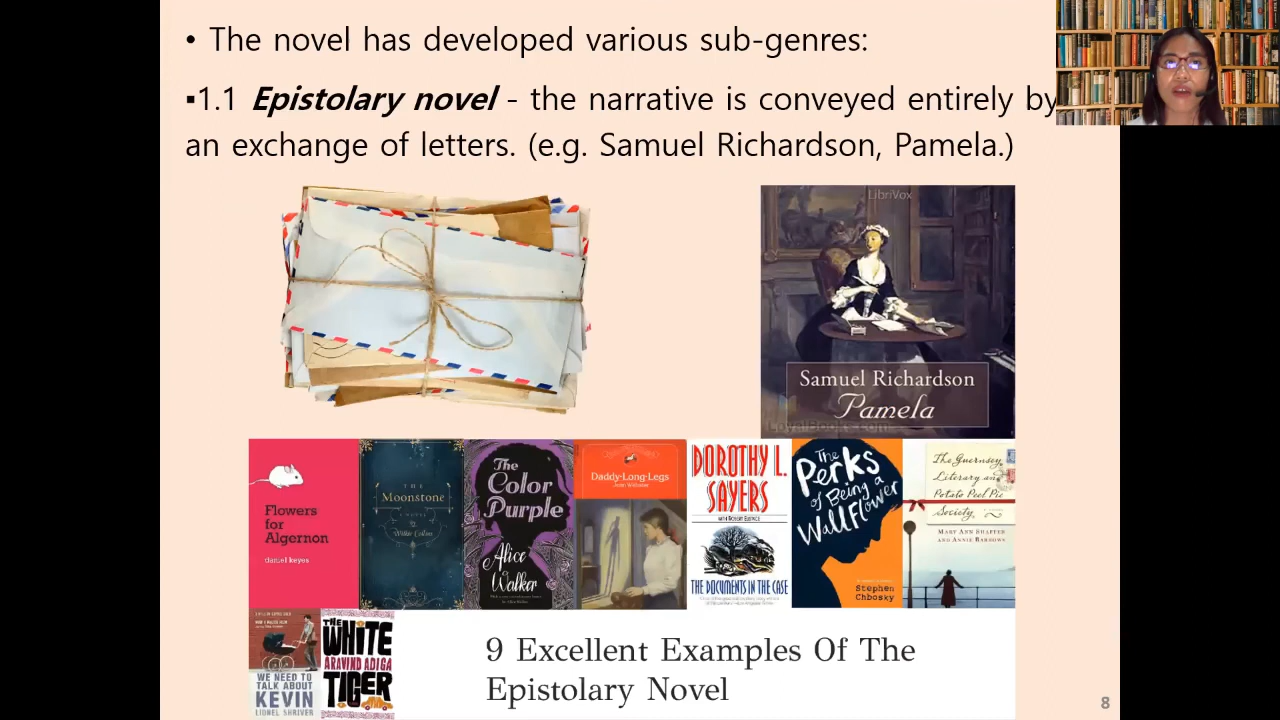 • The novel has developed various sub-genres:
▪1.1 Epistolary novel - the narrative is conveyed entirely by
an exchange of letters. (e.g. Samuel Richardson, Pamela.)
LibriVox
Samuel Richardson
Pamela
LoyalBooks.com
Flowers
for
Algernon
daniel keyes
THE
Moonstone
A NOVEL
Wilkie Collins
The
Color
Purple
Alice
Walker
Daddy-Long-Legs
Jean Webster
DOROTHY L.
SAYERS
WITH ROBERT EUSTACE
THE DOCUMENTS IN THE CASE
The
Perks
of Being a
Wallflower
Stephen
Chbosky
The Guernsey
Literary and
Potato Peel Pie
Society
MARY ANN SHAFFER
AND ANNIE BARROWS
WE NEED TO
TALK ABOUT
KEVIN
LIONEL SHRIVER
THE
WHITE
ARAVIND ADIGA
TIGER
9 Excellent Examples Of The
Epistolary Novel
8